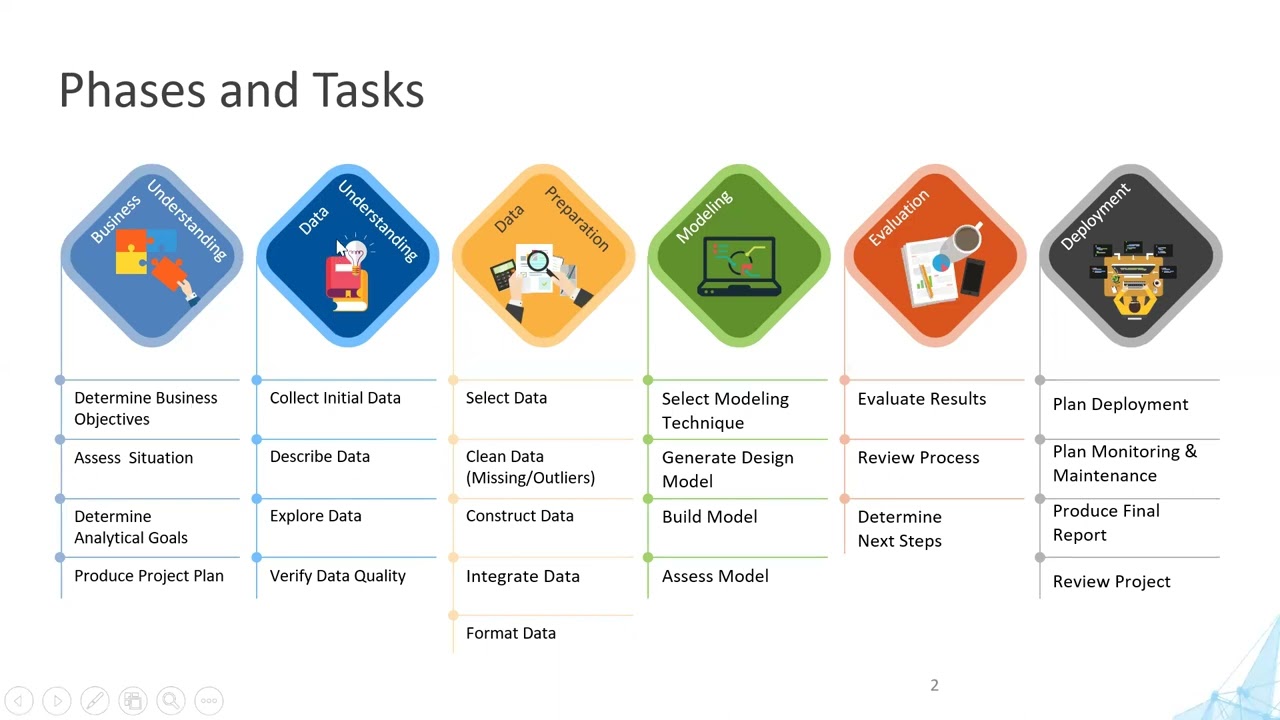 Phases and Tasks
Business
Understanding
Data
Understanding
Data
Preparation
Modeling
Evaluation
Deployment
Determine Business
Objectives
Assess  Situation
Determine
Analytical Goals
Produce Project Plan
Collect Initial Data
Describe Data
Explore Data
Verify Data Quality
Select Data
Clean Data
(Missing/Outliers)
Construct Data
Integrate Data
Format Data
Select Modeling
Technique
Generate Design
Model
Build Model
Assess Model
Evaluate Results
Review Process
Determine
Next Steps
Plan Deployment
Plan Monitoring &
Maintenance
Produce Final
Report
Review Project
2